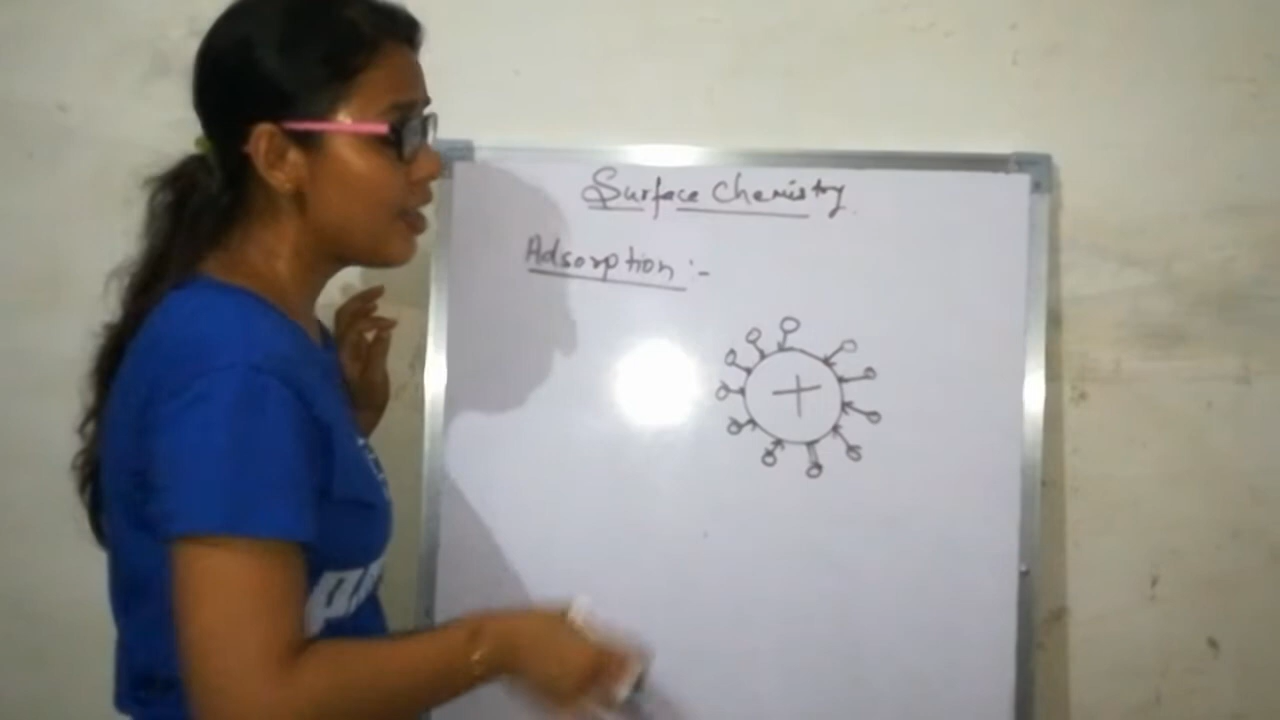 Surface Chemistry
Adsorption :-
+